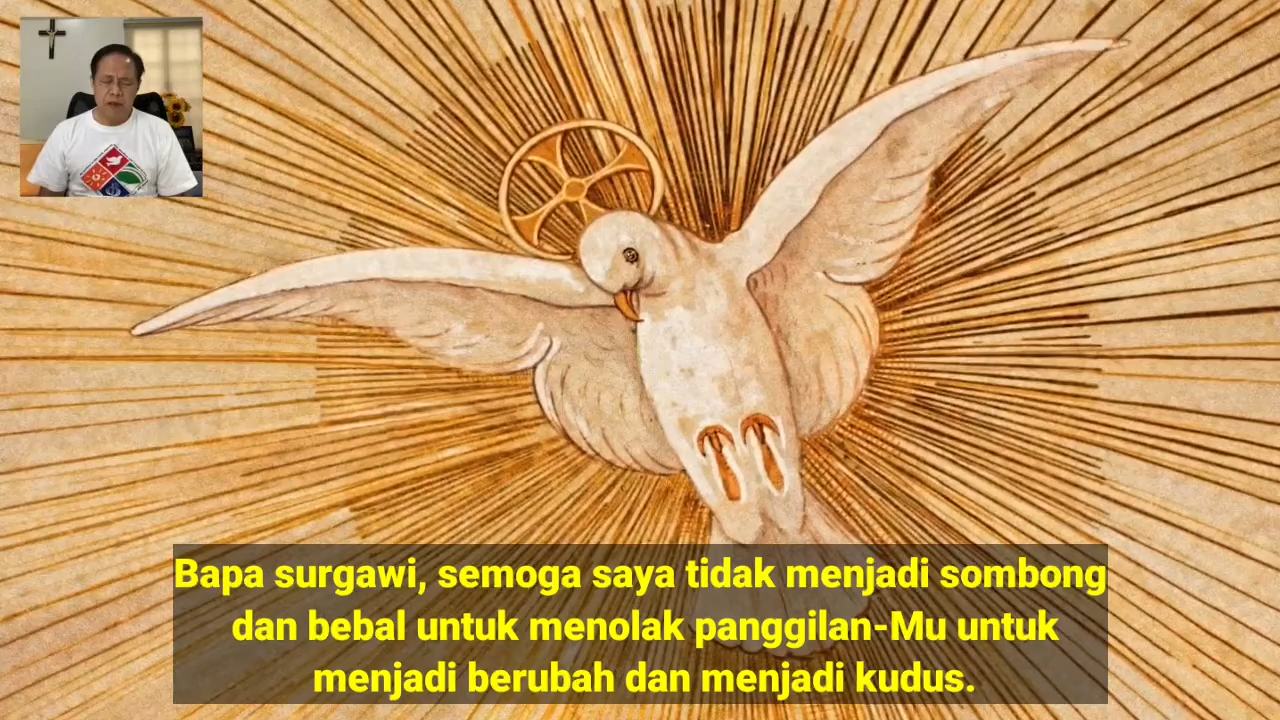 Bapa surgawi, semoga saya tidak menjadi sombong
dan bebal untuk menolak panggilan-Mu untuk
menjadi berubah dan menjadi kudus.